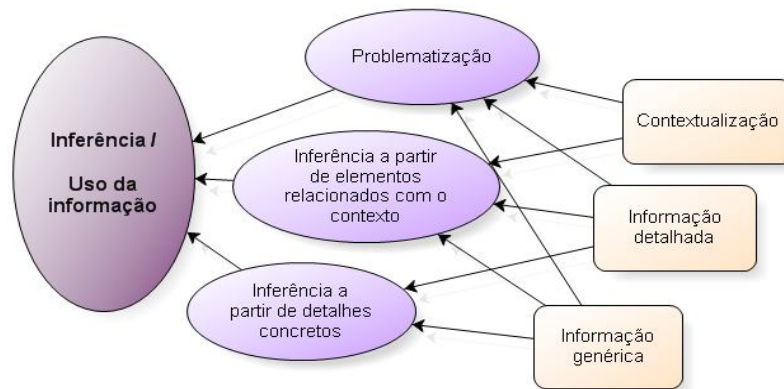 Problematização
Contextualização
Inferência /
Uso da
informação
Inferência a partir
de elementos
relacionados com o
contexto
Informação
detalhada
Inferência a
partir de detalhes
concretos
Informação
genérica